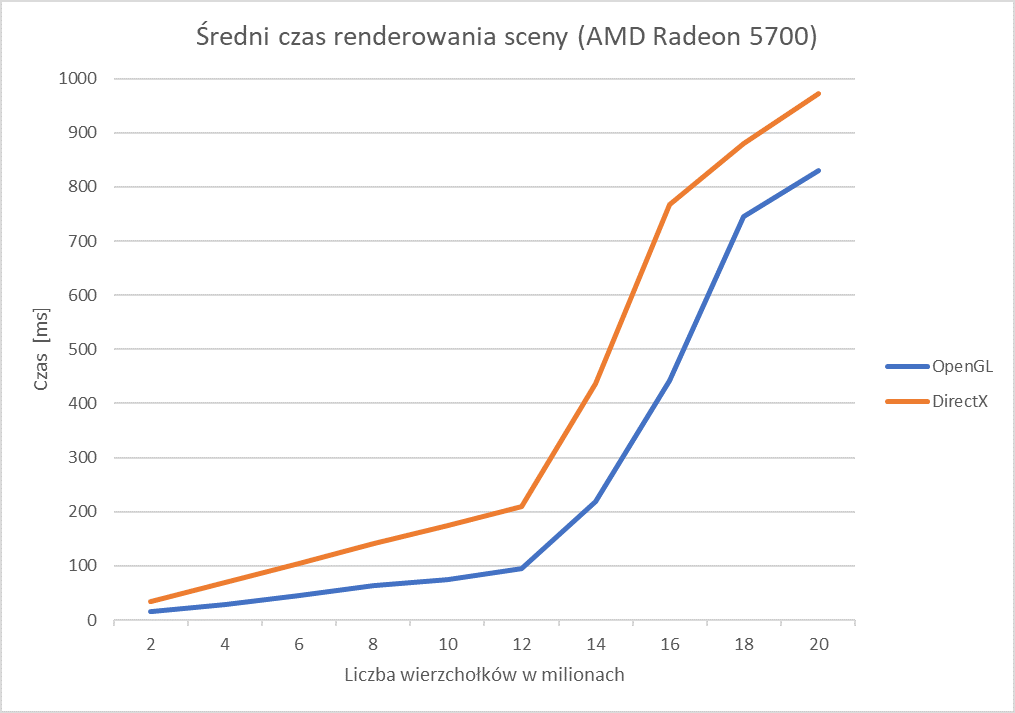 Średni czas renderowania sceny (AMD Radeon 5700)
1000
900
800
700
600
500
400
300
200
100
0
Czas [ms]
2 4 6 8 10 12 14 16 18 20
Liczba wierzchołków w milionach
OpenGL
DirectX